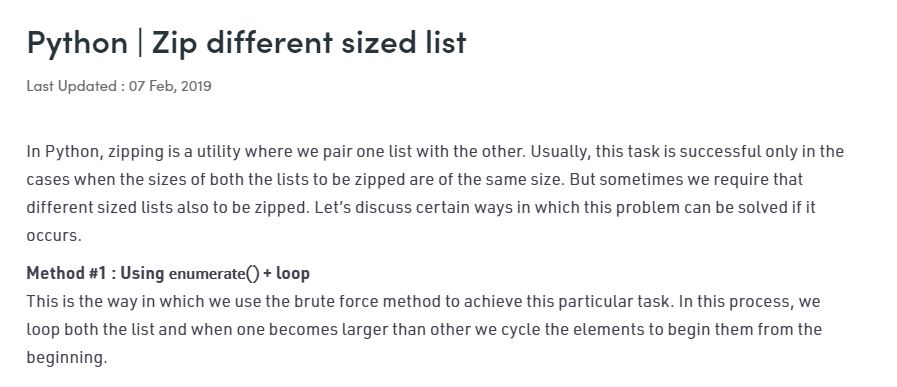 Python | Zip different sized list
Last Updated : 07 Feb, 2019
In Python, zipping is a utility where we pair one list with the other. Usually, this task is successful only in the
cases when the sizes of both the lists to be zipped are of the same size. But sometimes we require that
different sized lists also to be zipped. Let’s discuss certain ways in which this problem can be solved if it
occurs.
Method #1 : Using enumerate() + loop
This is the way in which we use the brute force method to achieve this particular task. In this process, we
loop both the list and when one becomes larger than other we cycle the elements to begin them from the
beginning.